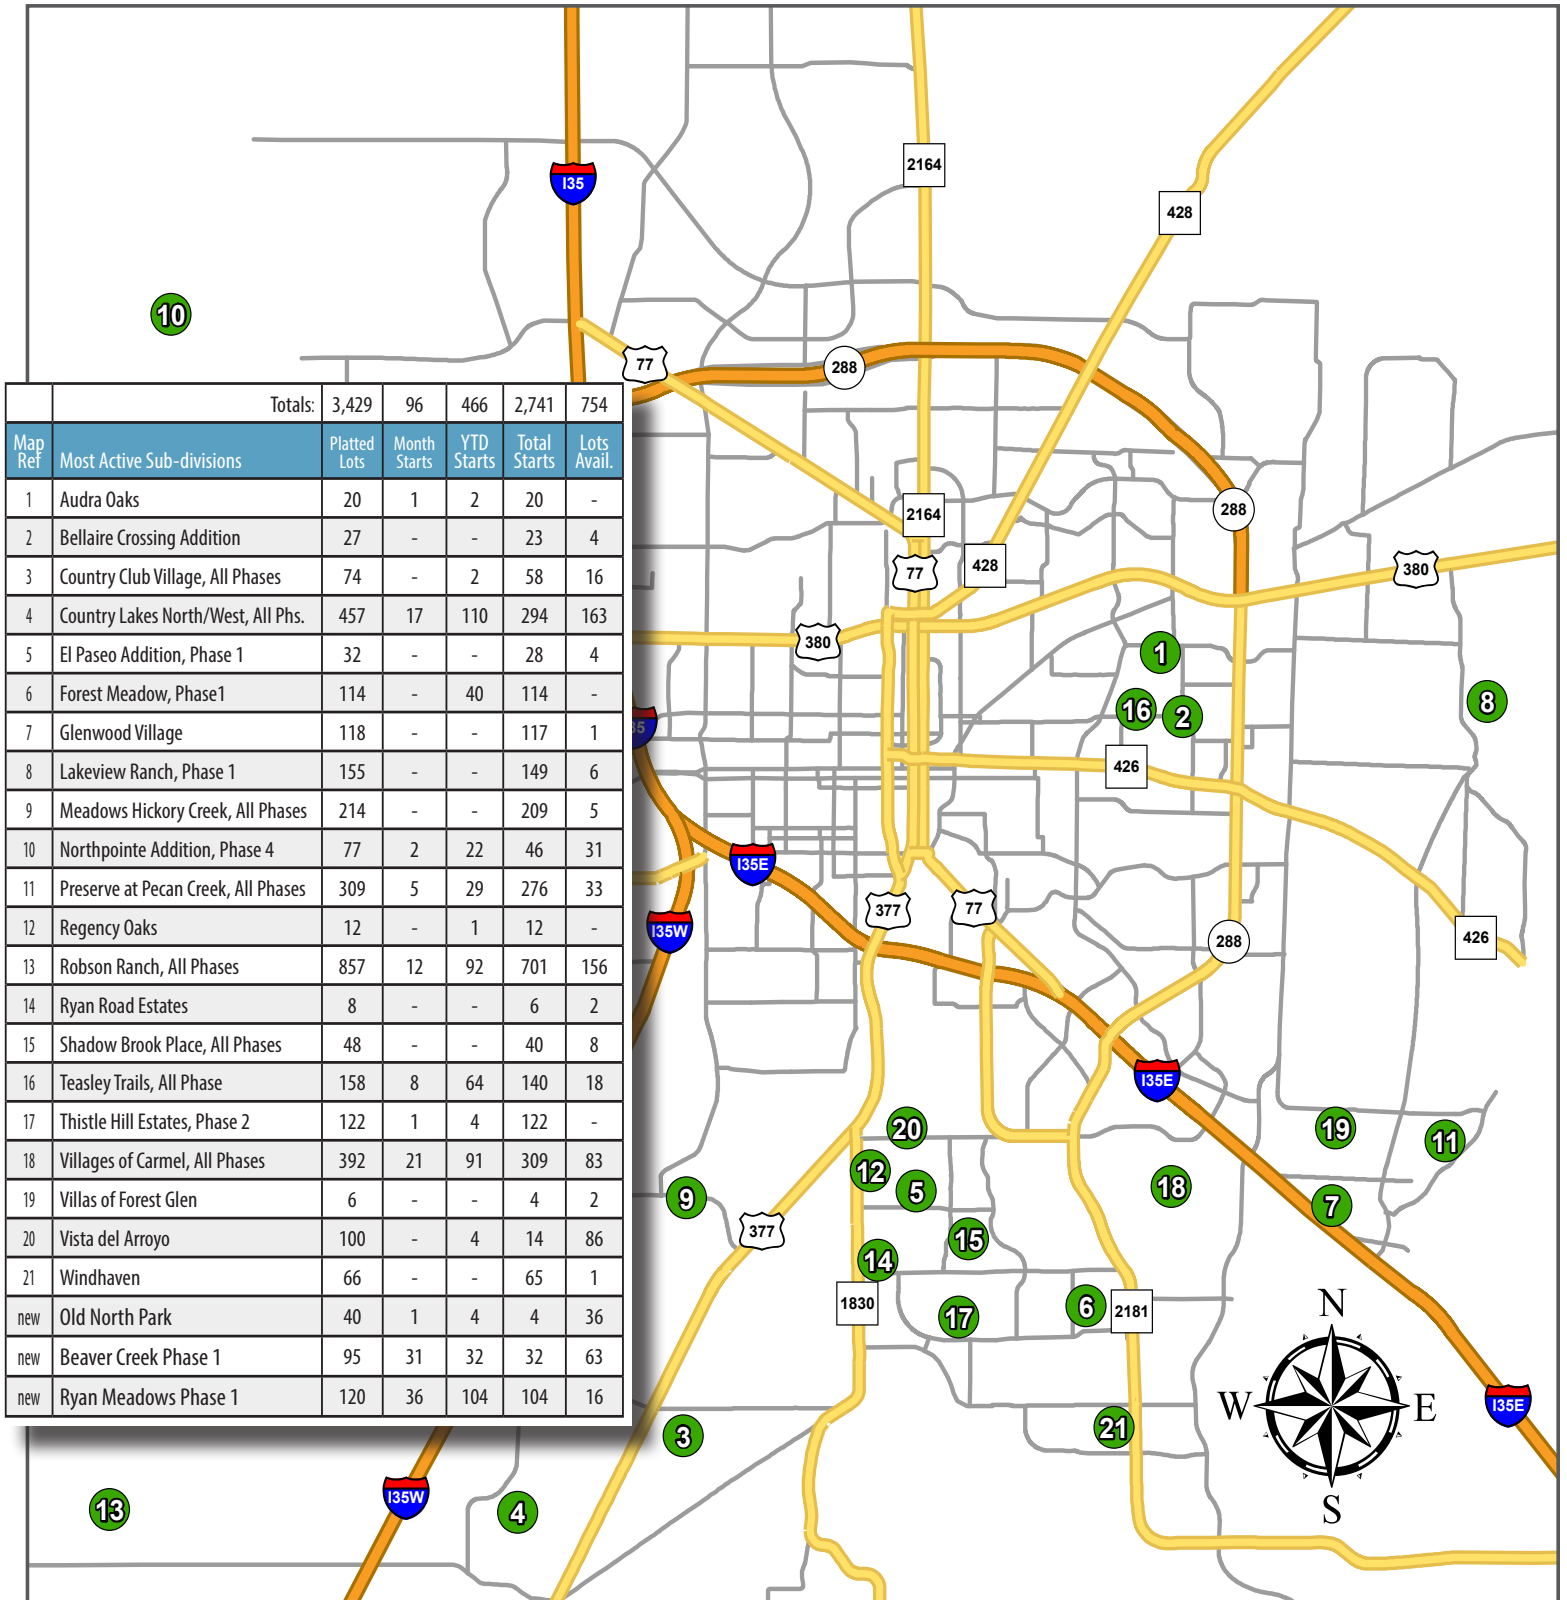 I35
2164
428
10
77
288
Totals: 3,429 96 466 2,741 754
Map Ref Most Active Sub-divisions Platted Lots Month Starts YTD Starts Total Starts Lots Avail.
1 Audra Oaks 20 1 2 20 -
2 Bellaire Crossing Addition 27 - - 23 4
3 Country Club Village, All Phases 74 - 2 58 16
4 Country Lakes North/West, All Phs. 457 17 110 294 163
5 El Paseo Addition, Phase 1 32 - - 28 4
6 Forest Meadow, Phase1 114 - 40 114 -
7 Glenwood Village 118 - - 117 1
8 Lakeview Ranch, Phase 1 155 - - 149 6
9 Meadows Hickory Creek, All Phases 214 - - 209 5
10 Northpointe Addition, Phase 4 77 2 22 46 31
11 Preserve at Pecan Creek, All Phases 309 5 29 276 33
12 Regency Oaks 12 - 1 12 -
13 Robson Ranch, All Phases 857 12 92 701 156
14 Ryan Road Estates 8 - - 6 2
15 Shadow Brook Place, All Phases 48 - - 40 8
16 Teasley Trails, All Phase 158 8 64 140 18
17 Thistle Hill Estates, Phase 2 122 1 4 122 -
18 Villages of Carmel, All Phases 392 21 91 309 83
19 Villas of Forest Glen 6 - - 4 2
20 Vista del Arroyo 100 - 4 14 86
21 Windhaven 66 - - 65 1
new Old North Park 40 1 4 4 36
new Beaver Creek Phase 1 95 31 32 32 63
new Ryan Meadows Phase 1 120 36 104 104 16
2164
288
77
428
380
380
1
8
16
2
35
426
I35E
377
77
I35W
288
426
I35E
20
19
11
12
5
18
9
7
377
15
14
1830
17
6
2181
N
W
E
S
I35E
21
3
I35W
13
4